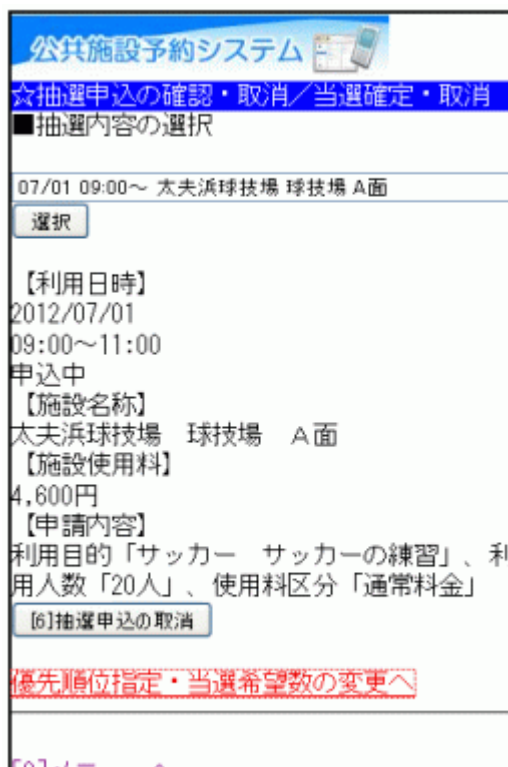 公共施設予約システム
☆抽選申込の確認・取消／当選確定・取消
■抽選内容の選択
07/01 09:00～ 太夫浜球技場 球技場 A面
選択
【利用日時】
2012/07/01
09:00～11:00
申込中
【施設名称】
太夫浜球技場　球技場　Ａ面
【施設使用料】
4,600円
【申請内容】
利用目的「サッカー　サッカーの練習」、利
用人数「20人」、使用料区分「通常料金」
[6]抽選申込の取消
優先順位指定・当選希望数の変更へ